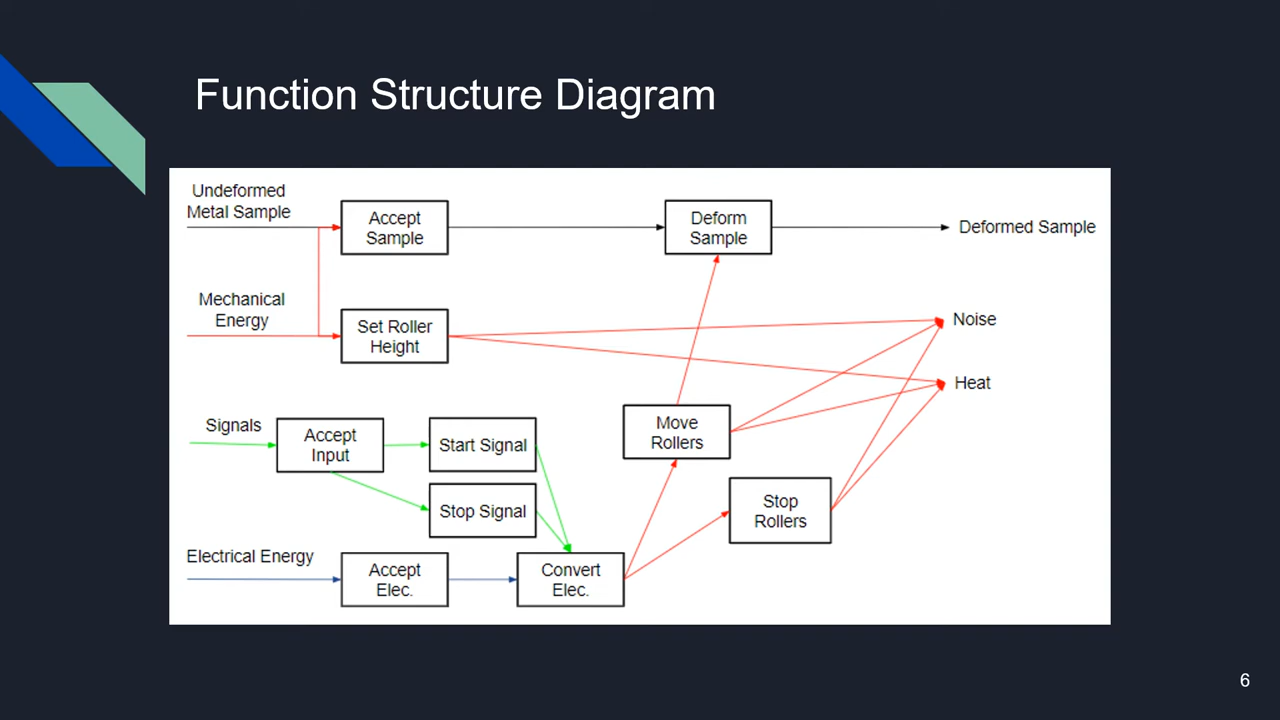 Function Structure Diagram
Undeformed
Metal Sample
Accept
Sample
Deform
Sample
Deformed Sample
Mechanical
Energy
Set Roller
Height
Noise
Heat
Signals
Accept
Input
Start Signal
Move
Rollers
Stop Signal
Stop
Rollers
Electrical Energy
Accept
Elec.
Convert
Elec.
6